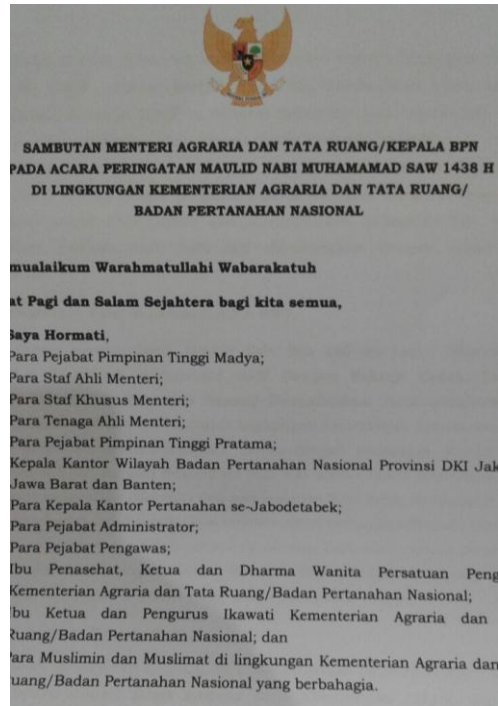 SAMBUTAN MENTERI AGRARIA DAN TATA RUANG/KEPALA BPN
PADA ACARA PERINGATAN MAULID NABI MUHAMAMAD SAW 1438 H
DI LINGKUNGAN KEMENTERIAN AGRARIA DAN TATA RUANG/
BADAN PERTANAHAN NASIONAL
mualaikum Warahmatullahi Wabarakatuh
at Pagi dan Salam Sejahtera bagi kita semua,
Saya Hormati,
Para Pejabat Pimpinan Tinggi Madya;
Para Staf Ahli Menteri;
Para Staf Khusus Menteri;
Para Tenaga Ahli Menteri;
Para Pejabat Pimpinan Tinggi Pratama;
Kepala Kantor Wilayah Badan Pertanahan Nasional Provinsi DKI Jak
Jawa Barat dan Banten;
Para Kepala Kantor Pertanahan se-Jabodetabek;
Para Pejabat Administrator;
Para Pejabat Pengawas;
Ibu Penasehat, Ketua dan Dharma Wanita Persatuan Peng
Kementerian Agraria dan Tata Ruang/Badan Pertanahan Nasional;
Ibu Ketua dan Pengurus Ikawati Kementerian Agraria dan
Ruang/Badan Pertanahan Nasional; dan
Para Muslimin dan Muslimat di lingkungan Kementerian Agraria dan
Ruang/Badan Pertanahan Nasional yang berbahagia.